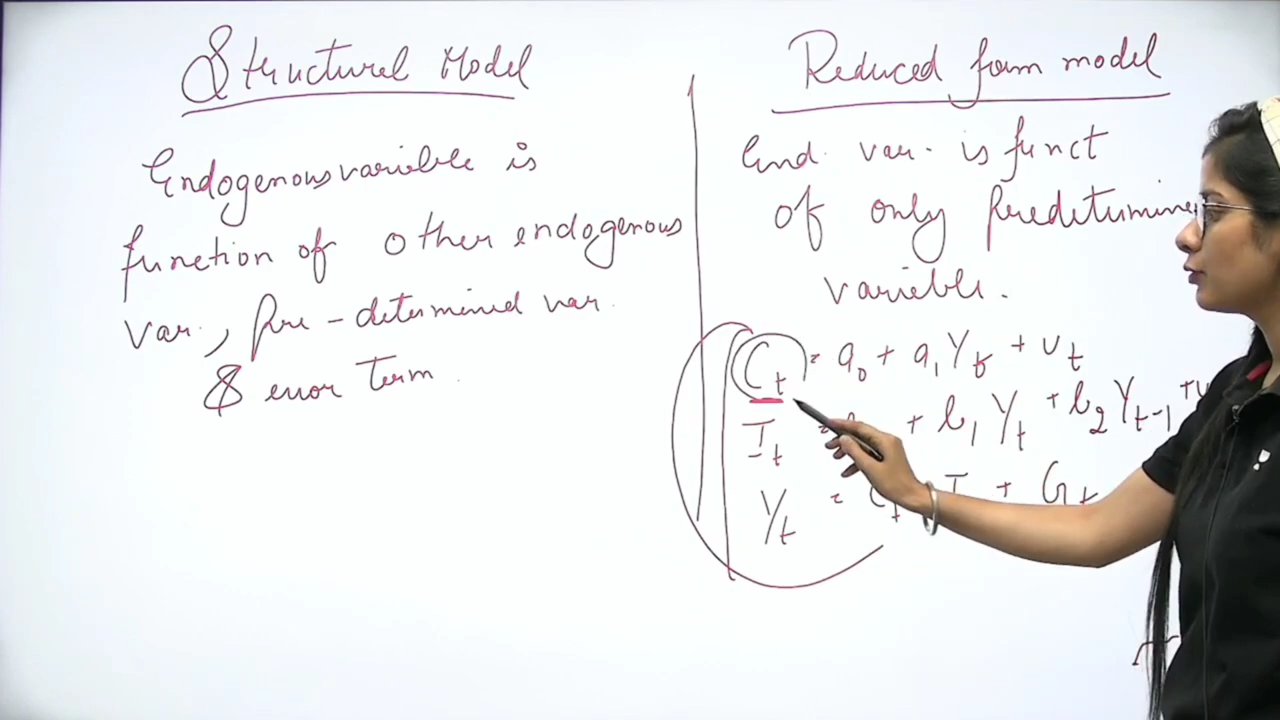 Structural Model
Endogenous variable is
function of other endogenous
var., Pre-determined var.
& error term.
Reduced form model
End. var. is funct
of only Predetermine
variable.
Ct = a0 + a1 Yt + Ut
It = + b1 Yt + b2 Yt-1 + U
Yt = Ct + I + Gt